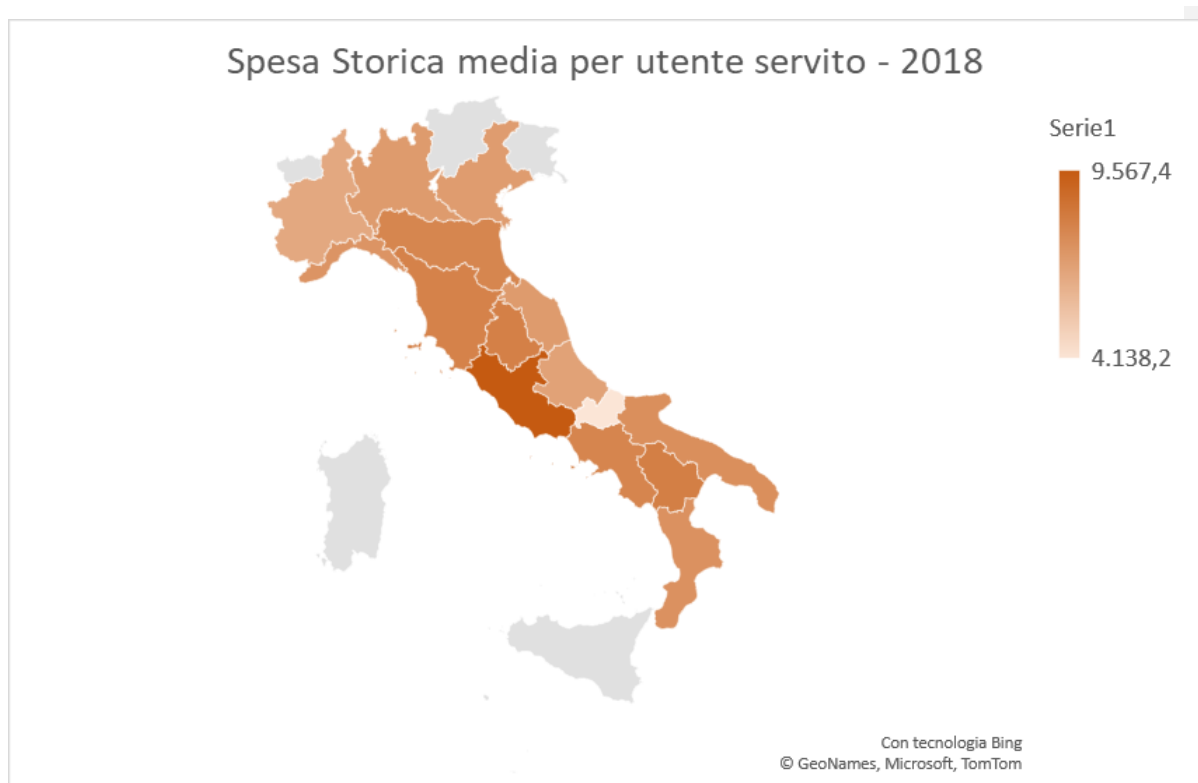 Spesa Storica media per utente servito - 2018
Serie1
9.567,4
4.138,2
Con tecnologia Bing
© GeoNames, Microsoft, TomTom